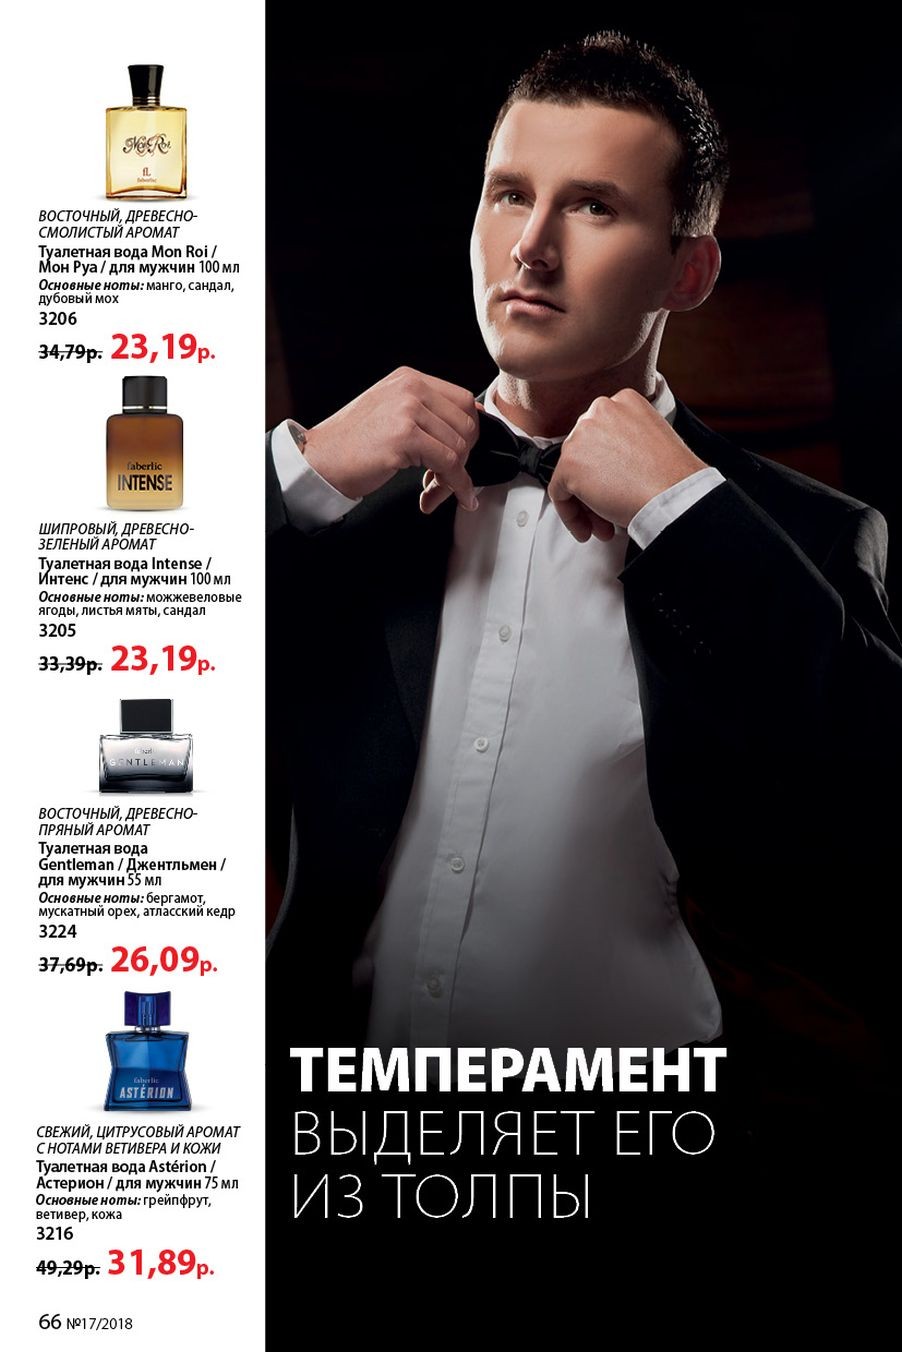 Mon Roi
fL
faberlic
ВОСТОЧНЫЙ, ДРЕВЕСНО-
СМОЛИСТЫЙ АРОМАТ
Туалетная вода Mon Roi /
Мон Руа / для мужчин 100 мл
Основные ноты: манго, сандал,
дубовый мох
3206
34,79р. 23,19р.
faberlic
INTENSE
ШИПРОВЫЙ, ДРЕВЕСНО-
ЗЕЛЕНЫЙ АРОМАТ
Туалетная вода Intense /
Интенс / для мужчин 100 мл
Основные ноты: можжевеловые
ягоды, листья мяты, сандал
3205
33,39р. 23,19р.
faberlic
GENTLEMAN
ВОСТОЧНЫЙ, ДРЕВЕСНО-
ПРЯНЫЙ АРОМАТ
Туалетная вода
Gentleman / Джентльмен /
для мужчин 55 мл
Основные ноты: бергамот,
мускатный орех, атласский кедр
3224
37,69р. 26,09р.
faberlic
ASTÉRION
СВЕЖИЙ, ЦИТРУСОВЫЙ АРОМАТ
С НОТАМИ ВЕТИВЕРА И КОЖИ
Туалетная вода Astérion /
Астерион / для мужчин 75 мл
Основные ноты: грейпфрут,
ветивер, кожа
3216
49,29р. 31,89р.
66 №17/2018
ТЕМПЕРАМЕНТ
ВЫДЕЛЯЕТ ЕГО
ИЗ ТОЛПЫ